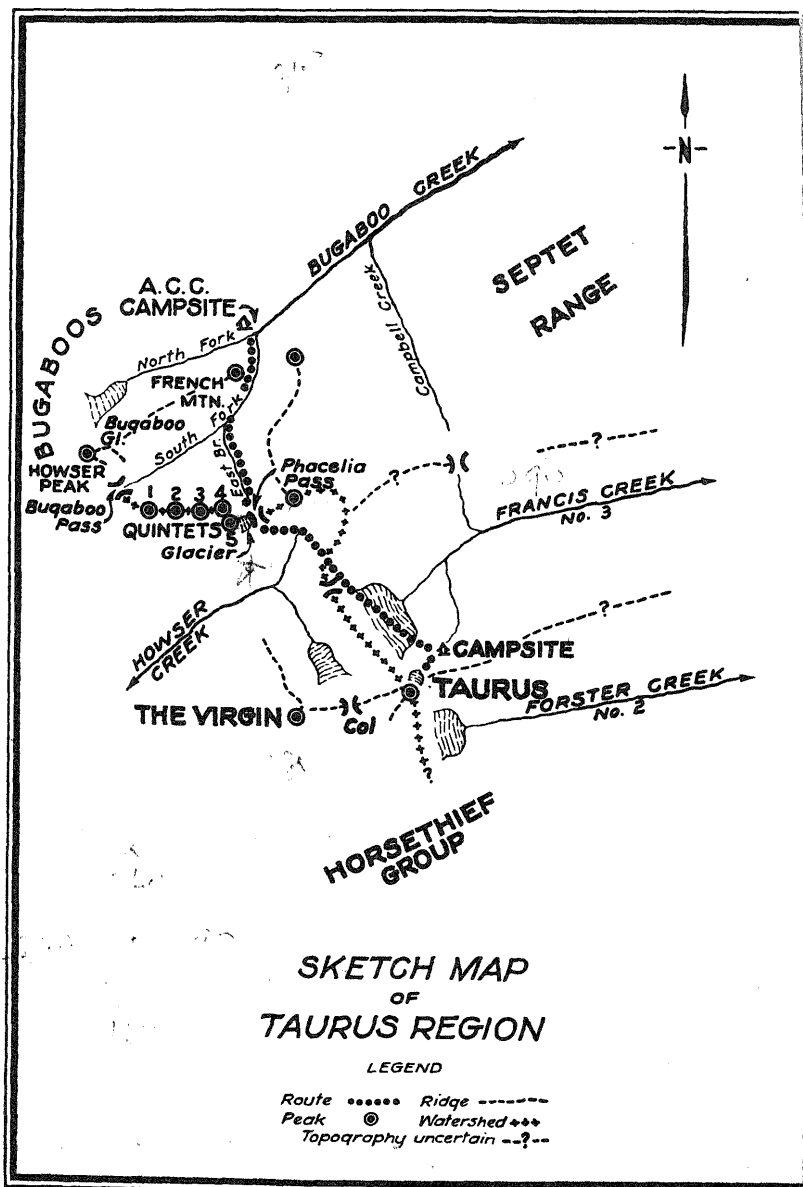 N
BUGABOO CREEK
SEPTET
RANGE
A.C.C.
CAMPSITE
Campbell Creek
BUGABOOS
North Fork
FRENCH
MTN.
Bugaboo
Gl.
South Fork
East Br.
HOWSER
PEAK
Phacelia
Pass
?
Bugaboo
Pass
1 2 3 4
QUINTETS 5
Glacier
FRANCIS CREEK
No. 3
HOWSER
CREEK
?
CAMPSITE
TAURUS
FORSTER CREEK
No. 2
THE VIRGIN
Col
?
?
HORSETHIEF
GROUP
SKETCH MAP
OF
TAURUS REGION
LEGEND
Route Ridge
Peak Watershed
Topography uncertain --?--